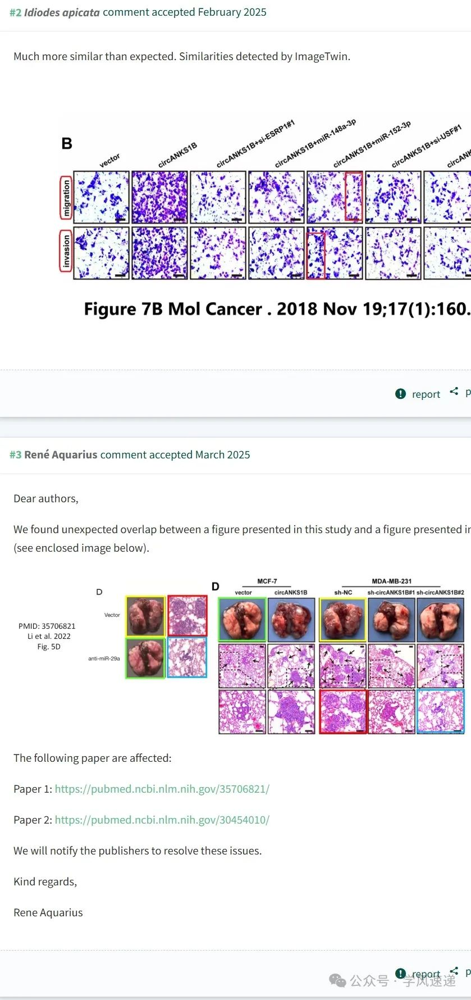 #2 Idiodes apicata comment accepted February 2025
Much more similar than expected. Similarities detected by ImageTwin.
B
vector
circANKS1B
circANKS1B+si-ESRP1#1
circANKS1B+miR-148a-3p
circANKS1B+miR-152-3p
circANKS1B+si-USF#1
circANK
migration
invasion
Figure 7B Mol Cancer . 2018 Nov 19;17(1):160.
report p
#3 René Aquarius comment accepted March 2025
Dear authors,
We found unexpected overlap between a figure presented in this study and a figure presented in
(see enclosed image below).
D
Vector
anti-miR-29a
PMID: 35706821
Li et al. 2022
Fig. 5D
D
MCF-7 MDA-MB-231
vector circANKS1B sh-NC sh-circANKS1B#1 sh-circANKS1B#2
The following paper are affected:
Paper 1: https://pubmed.ncbi.nlm.nih.gov/35706821/
Paper 2: https://pubmed.ncbi.nlm.nih.gov/30454010/
We will notify the publishers to resolve these issues.
Kind regards,
Rene Aquarius
report p
公众号 · 学风速递